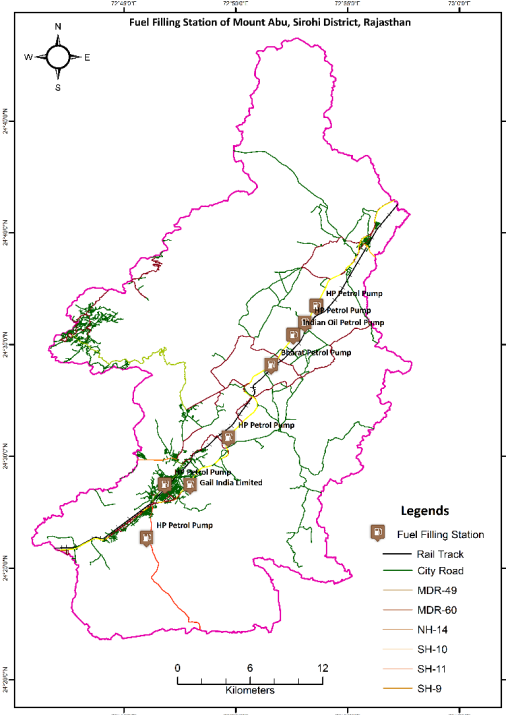 Fuel Filling Station of Mount Abu, Sirohi District, Rajasthan
N
W E
S
HP Petrol Pump
HP Petrol Pump
Indian Oil Petrol Pump
Bharat Petrol Pump
HP Petrol Pump
HP Petrol Pump
Gail India Limited
HP Petrol Pump
Legends
Fuel Filling Station
Rail Track
City Road
MDR-49
MDR-60
NH-14
SH-10
SH-11
SH-9
0 2 4 6 8 12
Kilometers